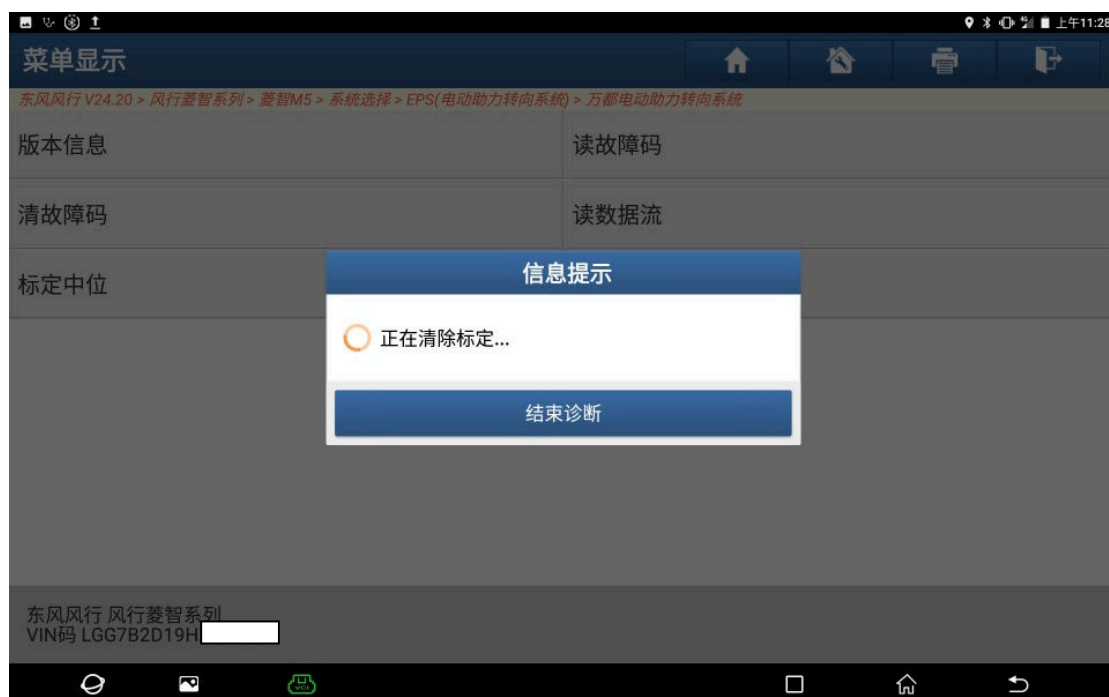 上午11:28
菜单显示
东风风行 V24.20 > 风行菱智系列 > 菱智M5 > 系统选择 > EPS(电动助力转向系统) > 万都电动助力转向系统
版本信息
读故障码
清故障码
读数据流
标定中位
信息提示
正在清除标定...
结束诊断
东风风行 风行菱智系列
VIN码 LGG7B2D19H
VCI